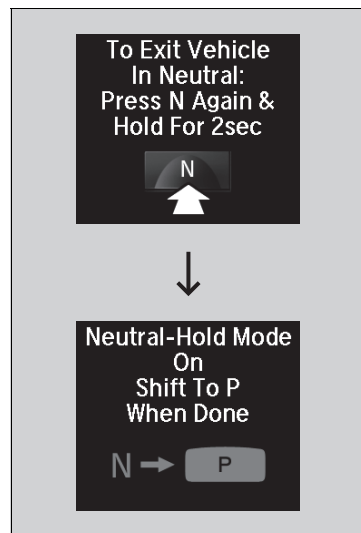 To Exit Vehicle
In Neutral:
Press N Again &
Hold For 2sec
N
Neutral-Hold Mode
On
Shift To P
When Done
N P